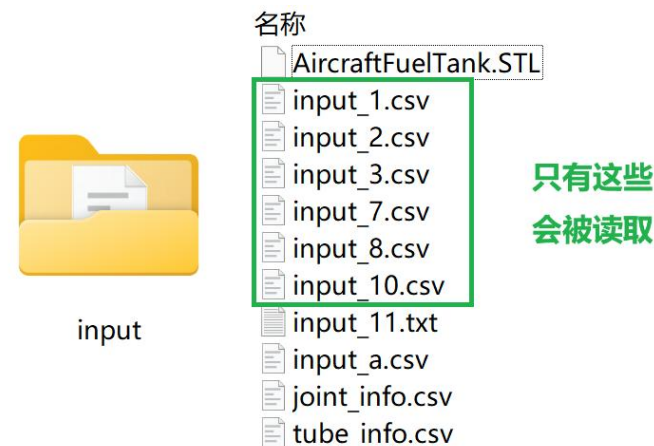 名称
AircraftFuelTank.STL
input_1.csv
input_2.csv
input_3.csv
input_7.csv
input_8.csv
input_10.csv
input_11.txt
input_a.csv
joint_info.csv
tube_info.csv
input
只有这些
会被读取